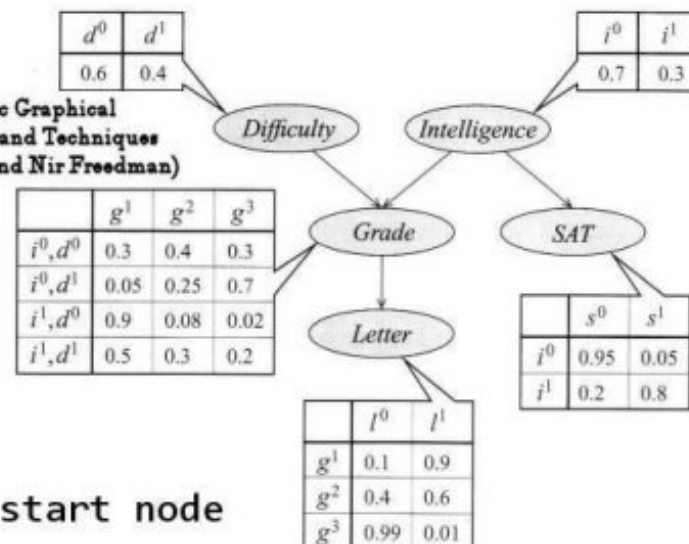 d⁰ d¹
0.6 0.4
i⁰ i¹
0.7 0.3
c Graphical
and Techniques
nd Nir Freedman)
Difficulty
Intelligence
g¹ g² g³
i⁰,d⁰ 0.3 0.4 0.3
i⁰,d¹ 0.05 0.25 0.7
i¹,d⁰ 0.9 0.08 0.02
i¹,d¹ 0.5 0.3 0.2
Grade
SAT
Letter
s⁰ s¹
i⁰ 0.95 0.05
i¹ 0.2 0.8
l⁰ l¹
g¹ 0.1 0.9
g² 0.4 0.6
g³ 0.99 0.01
start node